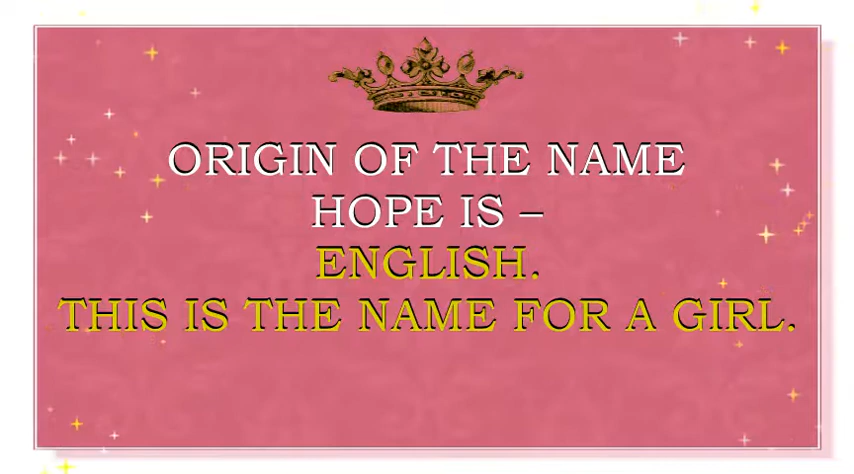 ORIGIN OF THE NAME
HOPE IS –
ENGLISH.
THIS IS THE NAME FOR A GIRL.